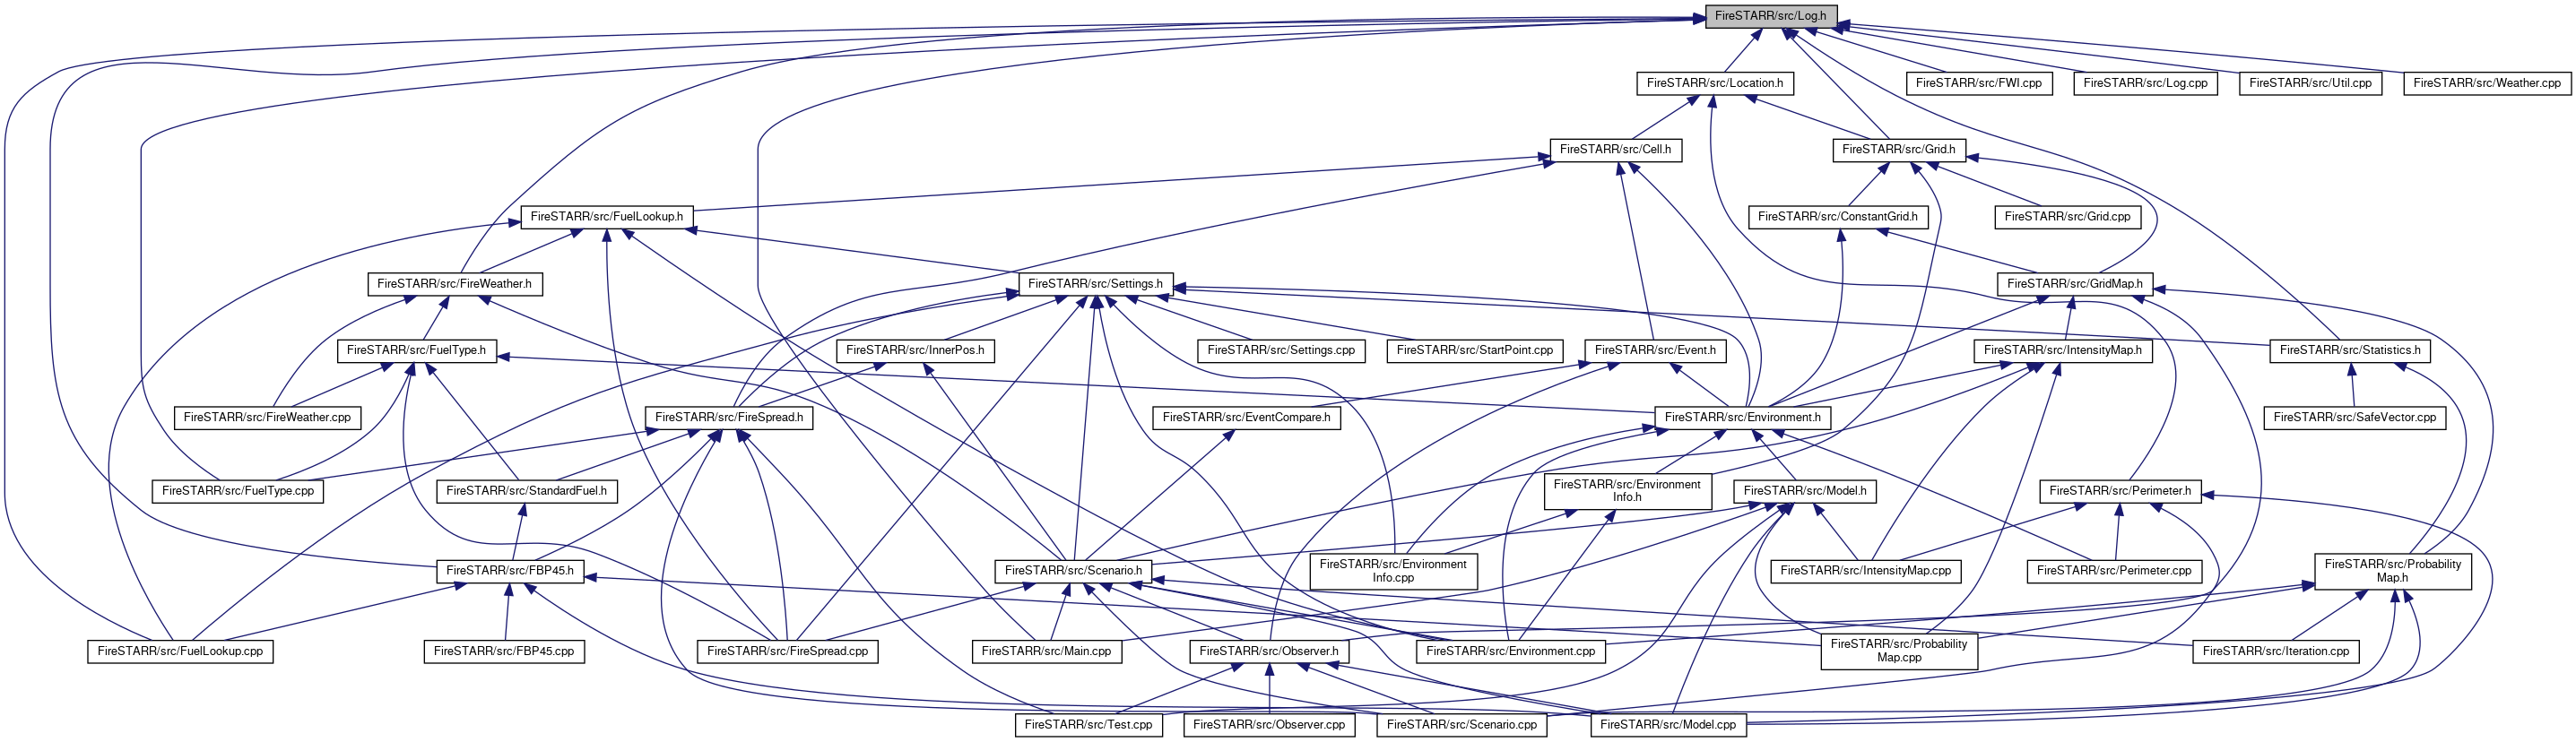 FireSTARR/src/Log.h
FireSTARR/src/Location.h
FireSTARR/src/FWI.cpp
FireSTARR/src/Log.cpp
FireSTARR/src/Util.cpp
FireSTARR/src/Weather.cpp
FireSTARR/src/Cell.h
FireSTARR/src/Grid.h
FireSTARR/src/FuelLookup.h
FireSTARR/src/ConstantGrid.h
FireSTARR/src/Grid.cpp
FireSTARR/src/FireWeather.h
FireSTARR/src/Settings.h
FireSTARR/src/GridMap.h
FireSTARR/src/FuelType.h
FireSTARR/src/InnerPos.h
FireSTARR/src/Settings.cpp
FireSTARR/src/StartPoint.cpp
FireSTARR/src/Event.h
FireSTARR/src/IntensityMap.h
FireSTARR/src/Statistics.h
FireSTARR/src/FireWeather.cpp
FireSTARR/src/FireSpread.h
FireSTARR/src/EventCompare.h
FireSTARR/src/Environment.h
FireSTARR/src/SafeVector.cpp
FireSTARR/src/FuelType.cpp
FireSTARR/src/StandardFuel.h
FireSTARR/src/Environment
Info.h
FireSTARR/src/Model.h
FireSTARR/src/Perimeter.h
FireSTARR/src/FBP45.h
FireSTARR/src/Scenario.h
FireSTARR/src/Environment
Info.cpp
FireSTARR/src/IntensityMap.cpp
FireSTARR/src/Perimeter.cpp
FireSTARR/src/Probability
Map.h
FireSTARR/src/FuelLookup.cpp
FireSTARR/src/FBP45.cpp
FireSTARR/src/FireSpread.cpp
FireSTARR/src/Main.cpp
FireSTARR/src/Observer.h
FireSTARR/src/Environment.cpp
FireSTARR/src/Probability
Map.cpp
FireSTARR/src/Iteration.cpp
FireSTARR/src/Test.cpp
FireSTARR/src/Observer.cpp
FireSTARR/src/Scenario.cpp
FireSTARR/src/Model.cpp